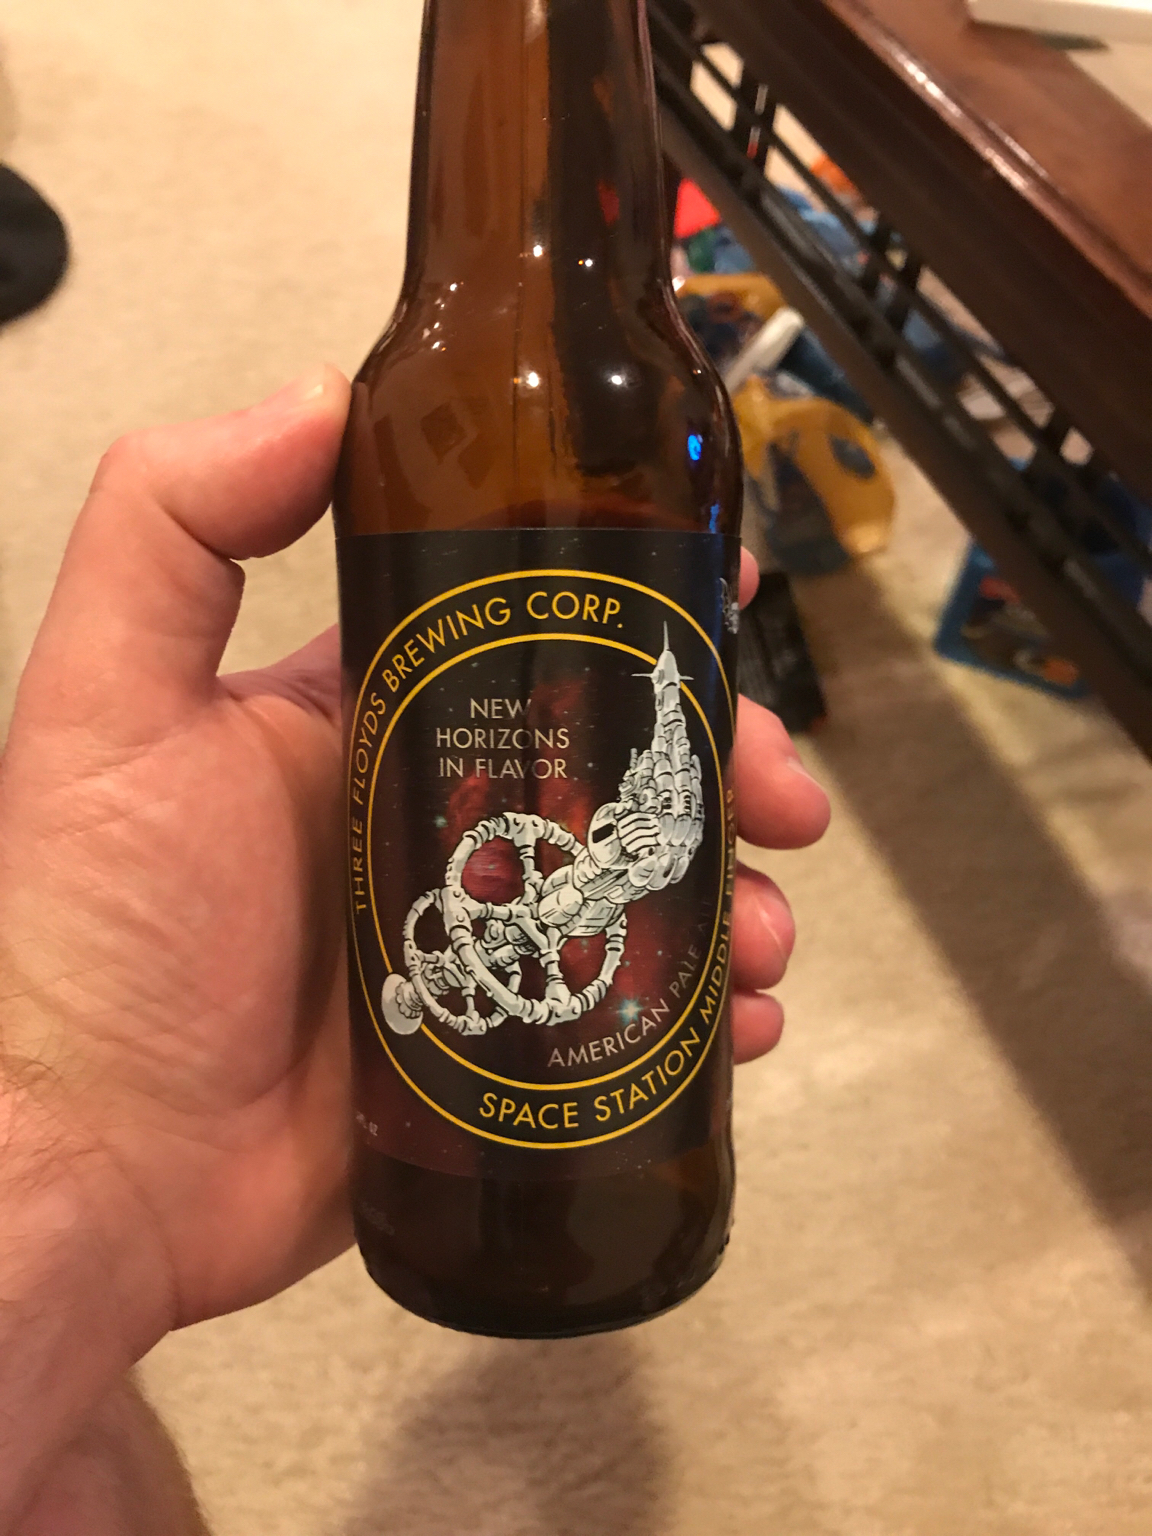 THREE FLOYDS BREWING CORP.
NEW
HORIZONS
IN FLAVOR
AMERICAN PALE ALE
SPACE STATION MIDDLE FINGER